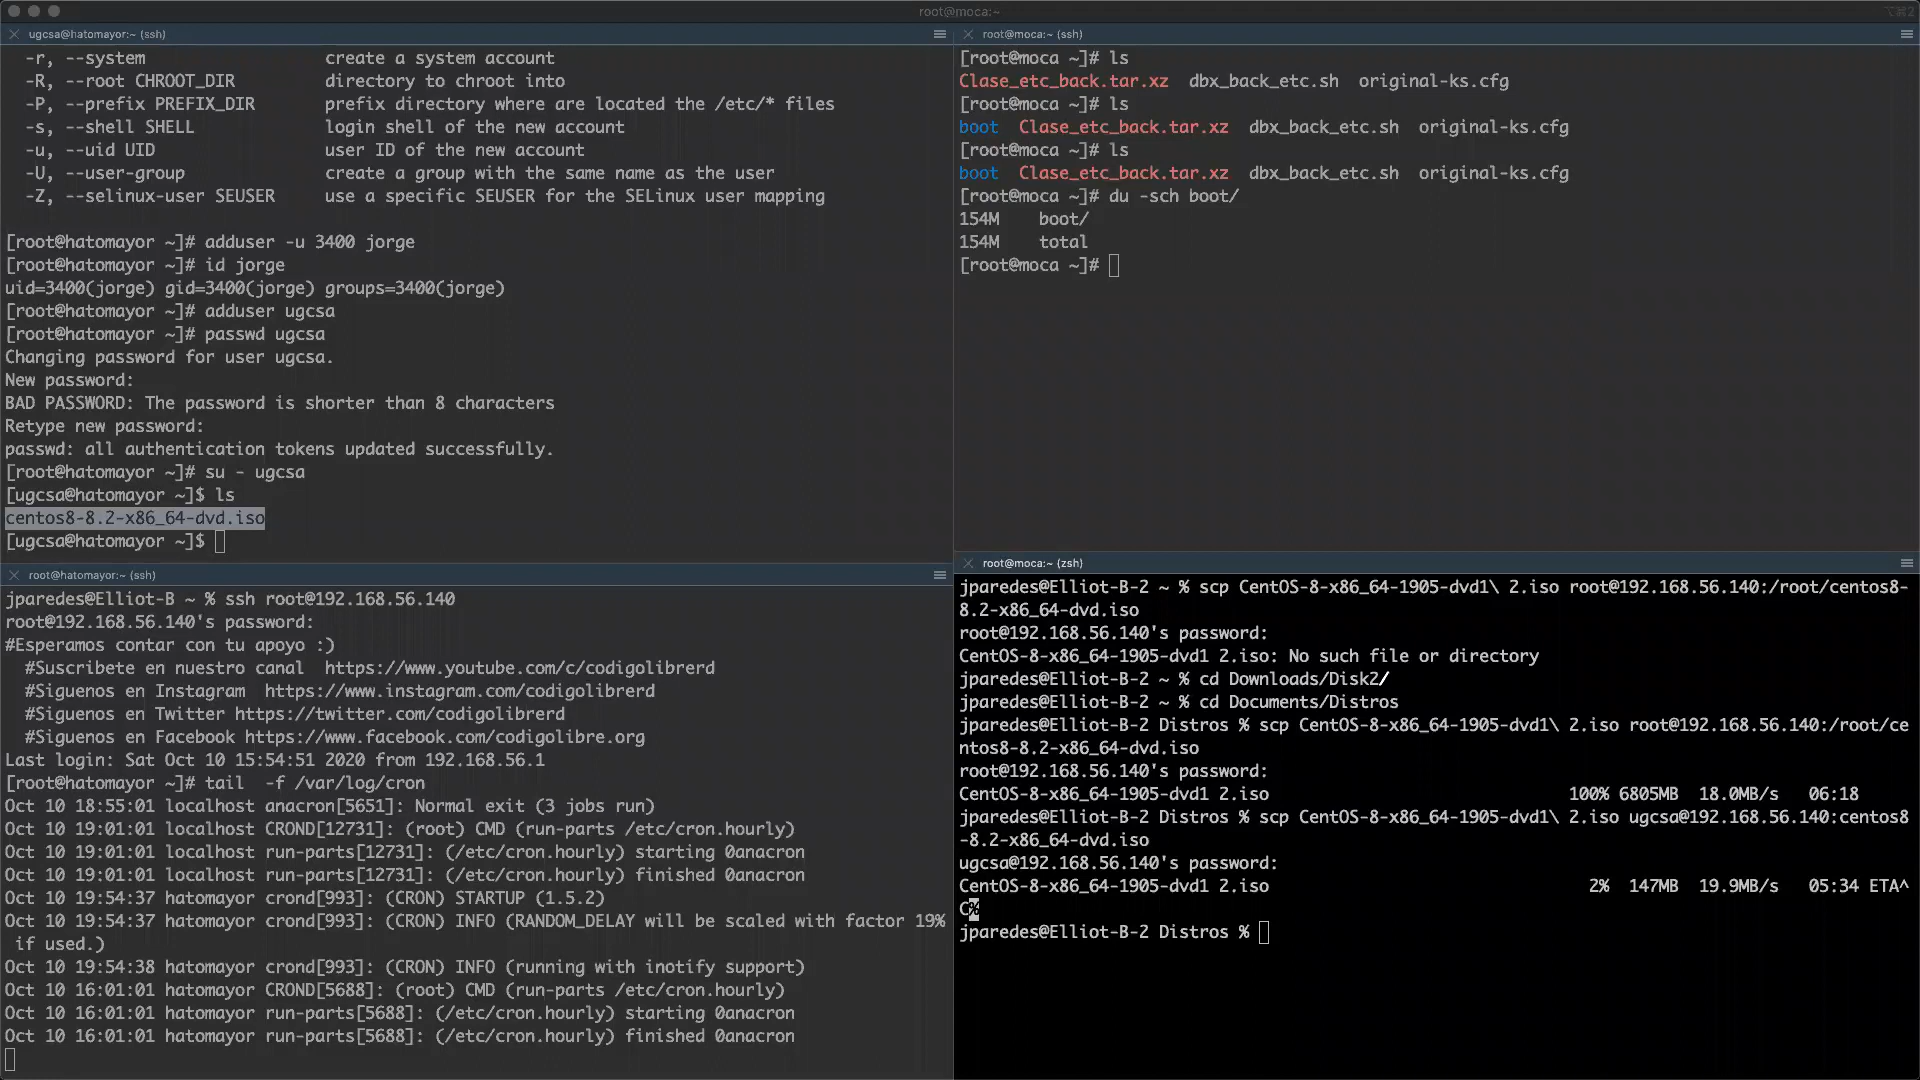 root@moca:~
⌥⌘2
ugcsa@hatomayor:~ (ssh)
-r, --system create a system account
-R, --root CHROOT_DIR directory to chroot into
-P, --prefix PREFIX_DIR prefix directory where are located the /etc/* files
-s, --shell SHELL login shell of the new account
-u, --uid UID user ID of the new account
-U, --user-group create a group with the same name as the user
-Z, --selinux-user SEUSER use a specific SEUSER for the SELinux user mapping
[root@hatomayor ~]# adduser -u 3400 jorge
[root@hatomayor ~]# id jorge
uid=3400(jorge) gid=3400(jorge) groups=3400(jorge)
[root@hatomayor ~]# adduser ugcsa
[root@hatomayor ~]# passwd ugcsa
Changing password for user ugcsa.
New password:
BAD PASSWORD: The password is shorter than 8 characters
Retype new password:
passwd: all authentication tokens updated successfully.
[root@hatomayor ~]# su - ugcsa
[ugcsa@hatomayor ~]$ ls
centos8-8.2-x86_64-dvd.iso
[ugcsa@hatomayor ~]$
root@hatomayor:~ (ssh)
jparedes@Elliot-B ~ % ssh root@192.168.56.140
root@192.168.56.140's password:
#Esperamos contar con tu apoyo :)
#Suscribete en nuestro canal https://www.youtube.com/c/codigolibrerd
#Siguenos en Instagram https://www.instagram.com/codigolibrerd
#Siguenos en Twitter https://twitter.com/codigolibrerd
#Siguenos en Facebook https://www.facebook.com/codigolibre.org
Last login: Sat Oct 10 15:54:51 2020 from 192.168.56.1
[root@hatomayor ~]# tail -f /var/log/cron
Oct 10 18:55:01 localhost anacron[5651]: Normal exit (3 jobs run)
Oct 10 19:01:01 localhost CROND[12731]: (root) CMD (run-parts /etc/cron.hourly)
Oct 10 19:01:01 localhost run-parts[12731]: (/etc/cron.hourly) starting 0anacron
Oct 10 19:01:01 localhost run-parts[12731]: (/etc/cron.hourly) finished 0anacron
Oct 10 19:54:37 hatomayor crond[993]: (CRON) STARTUP (1.5.2)
Oct 10 19:54:37 hatomayor crond[993]: (CRON) INFO (RANDOM_DELAY will be scaled with factor 19%
if used.)
Oct 10 19:54:38 hatomayor crond[993]: (CRON) INFO (running with inotify support)
Oct 10 16:01:01 hatomayor CROND[5688]: (root) CMD (run-parts /etc/cron.hourly)
Oct 10 16:01:01 hatomayor run-parts[5688]: (/etc/cron.hourly) starting 0anacron
Oct 10 16:01:01 hatomayor run-parts[5688]: (/etc/cron.hourly) finished 0anacron
root@moca:~ (ssh)
[root@moca ~]# ls
Clase_etc_back.tar.xz dbx_back_etc.sh original-ks.cfg
[root@moca ~]# ls
boot Clase_etc_back.tar.xz dbx_back_etc.sh original-ks.cfg
[root@moca ~]# ls
boot Clase_etc_back.tar.xz dbx_back_etc.sh original-ks.cfg
[root@moca ~]# du -sch boot/
154M boot/
154M total
[root@moca ~]#
root@moca:~ (zsh)
jparedes@Elliot-B-2 ~ % scp CentOS-8-x86_64-1905-dvd1\ 2.iso root@192.168.56.140:/root/centos8-
8.2-x86_64-dvd.iso
root@192.168.56.140's password:
CentOS-8-x86_64-1905-dvd1 2.iso: No such file or directory
jparedes@Elliot-B-2 ~ % cd Downloads/Disk2/
jparedes@Elliot-B-2 ~ % cd Documents/Distros
jparedes@Elliot-B-2 Distros % scp CentOS-8-x86_64-1905-dvd1\ 2.iso root@192.168.56.140:/root/ce
ntos8-8.2-x86_64-dvd.iso
root@192.168.56.140's password:
CentOS-8-x86_64-1905-dvd1 2.iso 100% 6805MB 18.0MB/s 06:18
jparedes@Elliot-B-2 Distros % scp CentOS-8-x86_64-1905-dvd1\ 2.iso ugcsa@192.168.56.140:centos8
-8.2-x86_64-dvd.iso
ugcsa@192.168.56.140's password:
CentOS-8-x86_64-1905-dvd1 2.iso 2% 147MB 19.9MB/s 05:34 ETA^
C%
jparedes@Elliot-B-2 Distros %